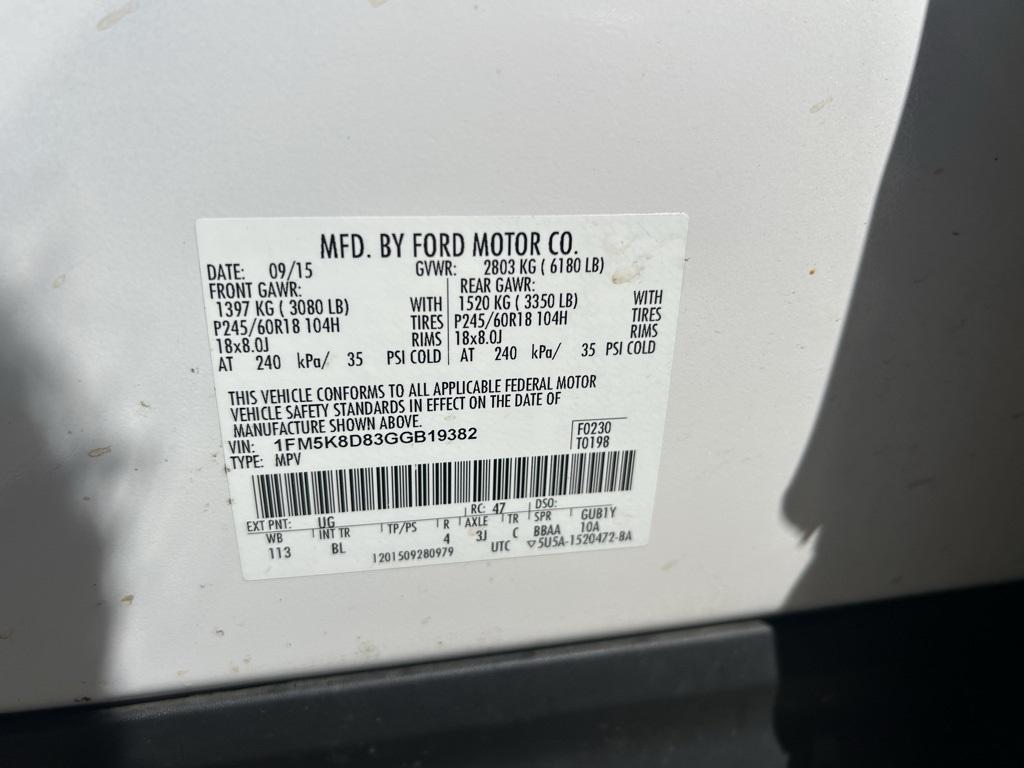 MFD. BY FORD MOTOR CO.
DATE: 09/15 GVWR: 2803 KG ( 6180 LB)
FRONT GAWR: REAR GAWR:
1397 KG ( 3080 LB) WITH 1520 KG ( 3350 LB) WITH
P245/60R18 104H TIRES P245/60R18 104H TIRES
18x8.0J RIMS 18x8.0J RIMS
AT 240 kPa/ 35 PSI COLD AT 240 kPa/ 35 PSI COLD
THIS VEHICLE CONFORMS TO ALL APPLICABLE FEDERAL MOTOR
VEHICLE SAFETY STANDARDS IN EFFECT ON THE DATE OF
MANUFACTURE SHOWN ABOVE.
VIN: 1FM5K8D83GGB19382 F0230
TYPE: MPV T0198
EXT PNT: UG RC: 47 DSO:
WB INT TR TP/PS R AXLE TR SPR GUB1Y
113 BL 4 3J C BBAA 10A
1201509280979 UTC ▽5U5A-1520472-BA